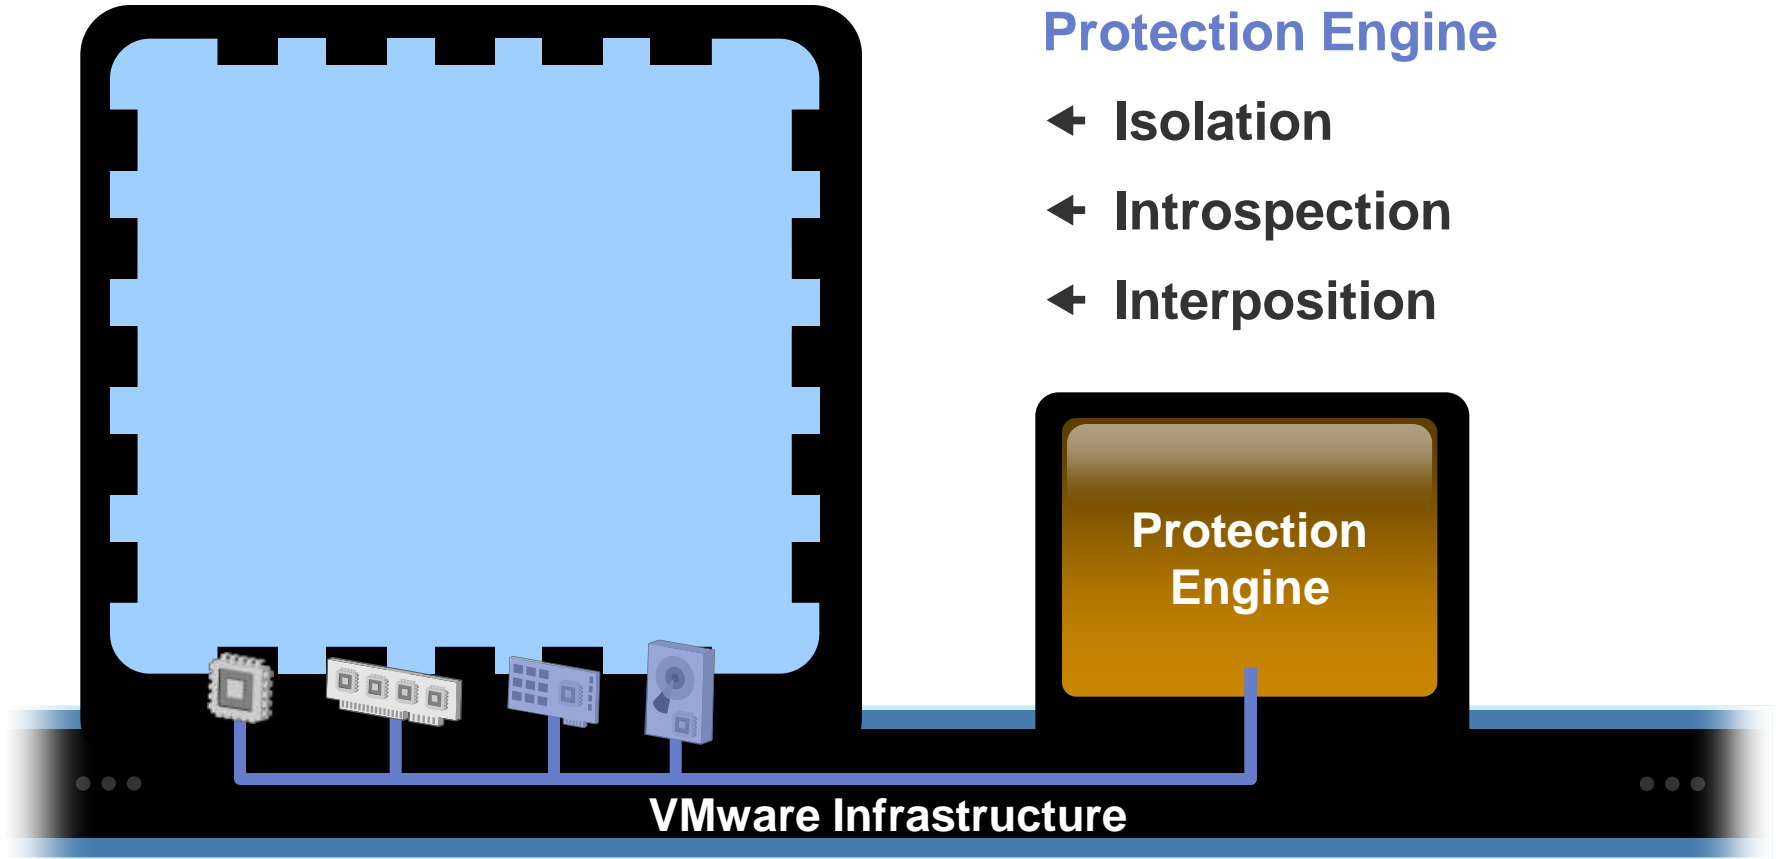 Protection Engine
Isolation
Introspection
Interposition
Protection
Engine
VMware Infrastructure